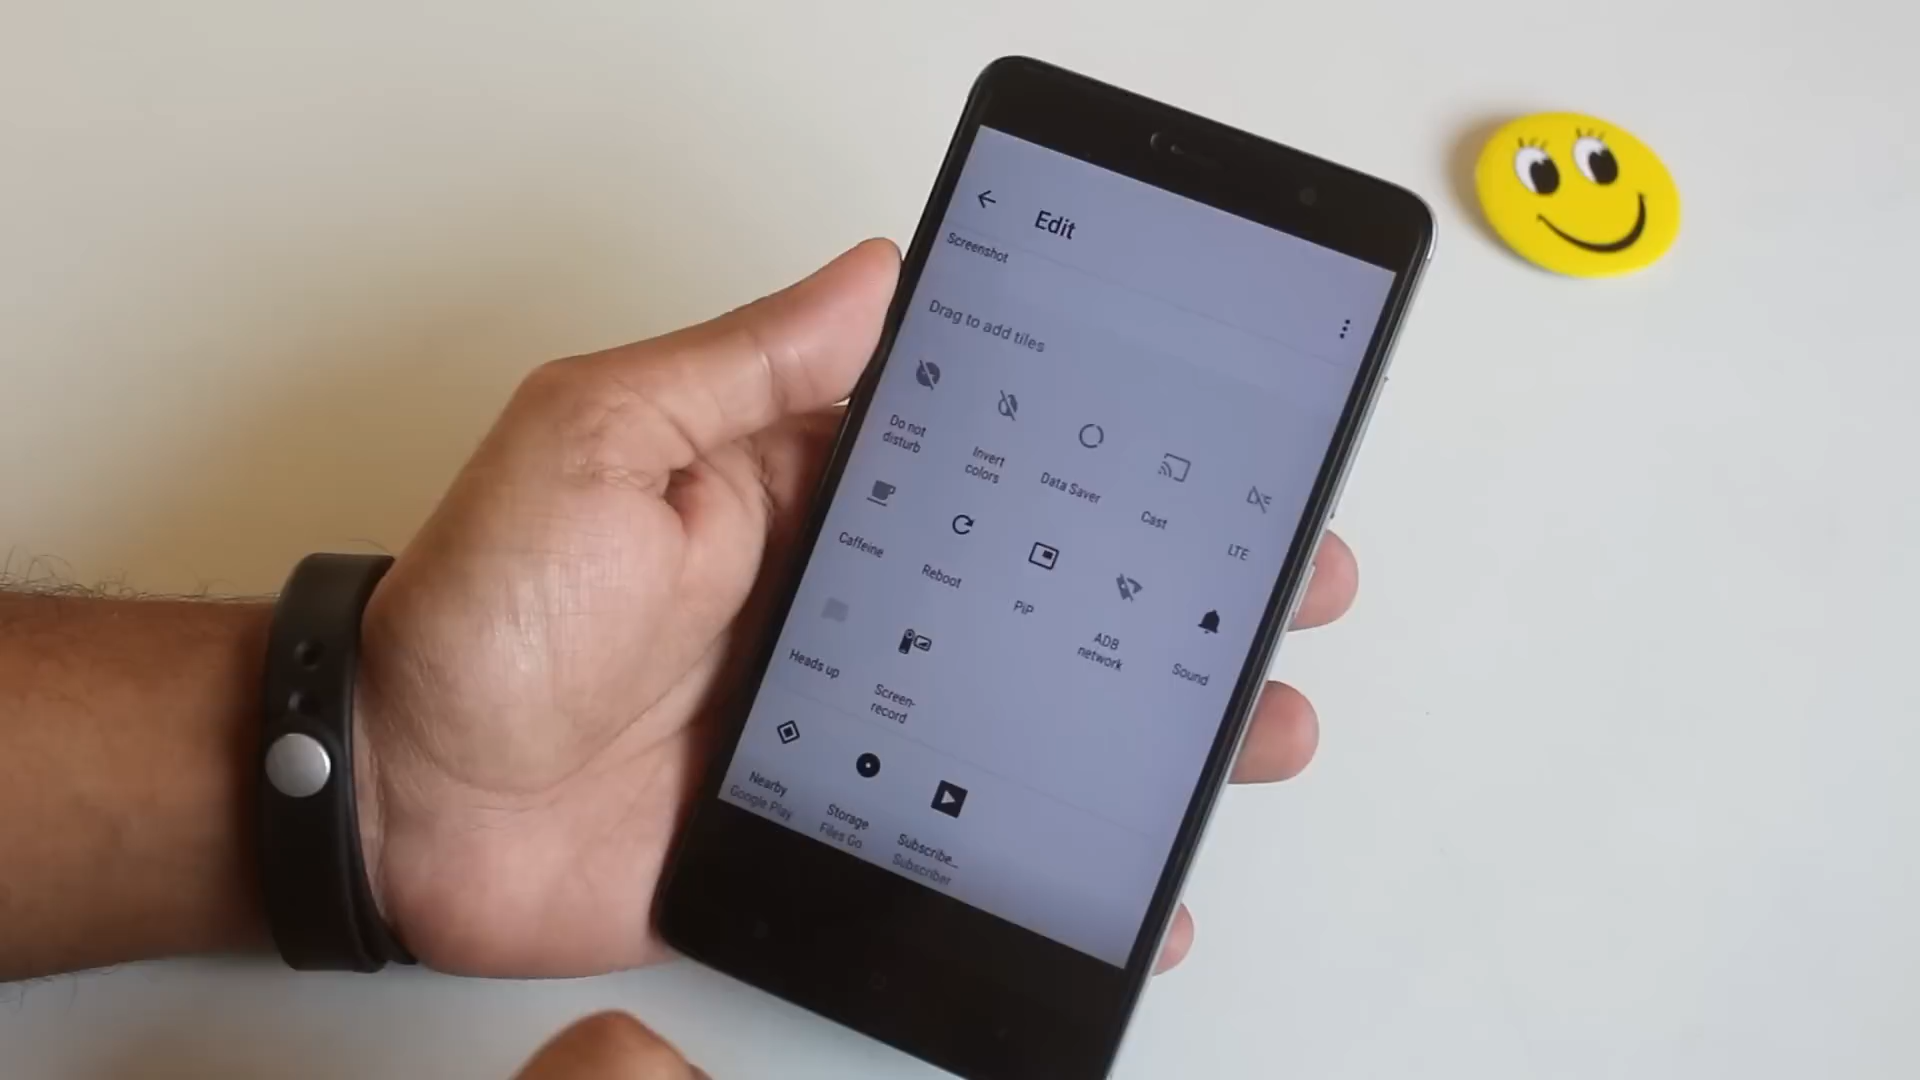 Edit
Screenshot
Drag to add tiles
Do not
disturb
Invert
colors
Data Saver
Cast
LTE
Caffeine
Reboot
PiP
ADB
network
Sound
Heads up
Screen-
record
Nearby
Google Play
Storage
Files Go
Subscribe...
Subscriber